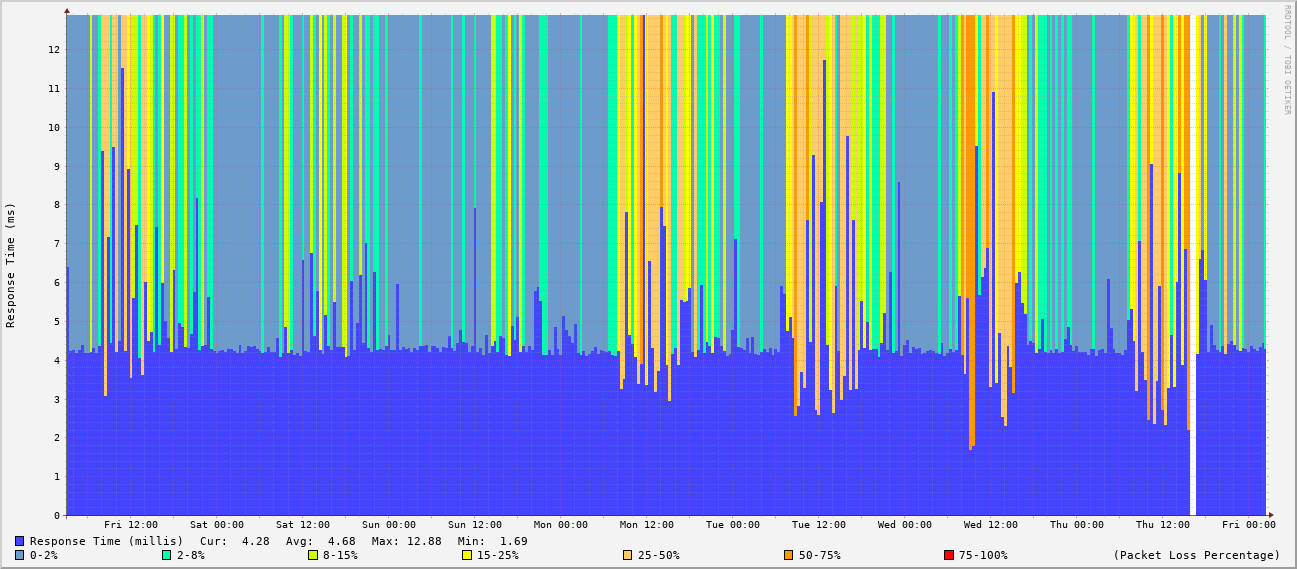 RRDTOOL / TOBI OETIKER
Response Time (ms)
12
11
10
9
8
7
6
5
4
3
2
1
0
Fri 12:00 Sat 00:00 Sat 12:00 Sun 00:00 Sun 12:00 Mon 00:00 Mon 12:00 Tue 00:00 Tue 12:00 Wed 00:00 Wed 12:00 Thu 00:00 Thu 12:00 Fri 00:00
Response Time (millis) Cur: 4.28 Avg: 4.68 Max: 12.88 Min: 1.69
0-2% 2-8% 8-15% 15-25% 25-50% 50-75% 75-100% (Packet Loss Percentage)